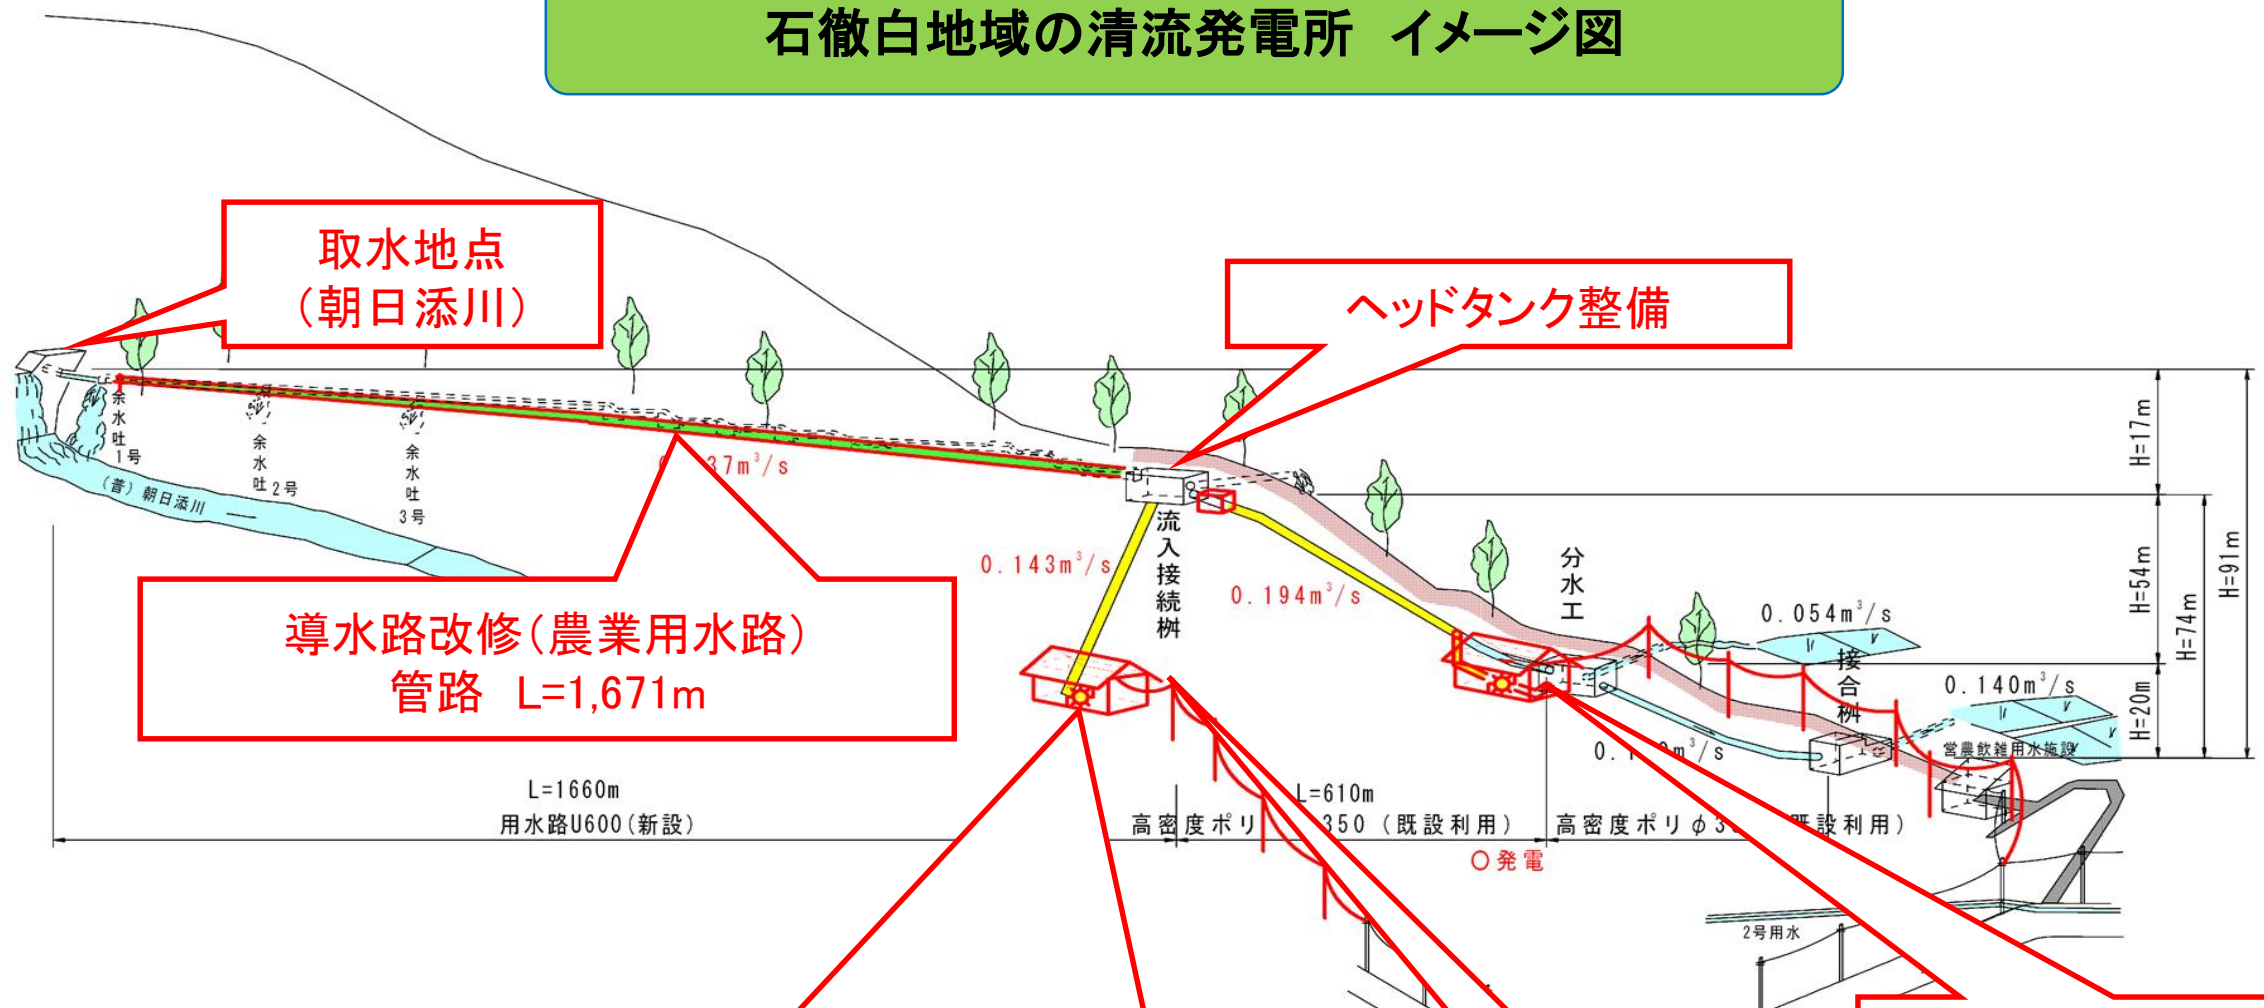 石徹白地域の清流発電所 イメージ図
取水地点
（朝日添川）
ヘッドタンク整備
余水吐1号
余水吐2号
余水吐3号
（普）朝日添川
37m³/s
導水路改修（農業用水路）
管路 L=1,671m
0.143m³/s
流入接続桝
0.194m³/s
分水工
0.054m³/s
接合桝
0.140m³/s
営農飲雑用水施設
m³/s
H=17m
H=54m
H=20m
H=74m
H=91m
L=1660m
用水路U600(新設)
L=610m
高密度ポリ
350（既設利用）
高密度ポリφ3
既設利用）
○発電
2号用水